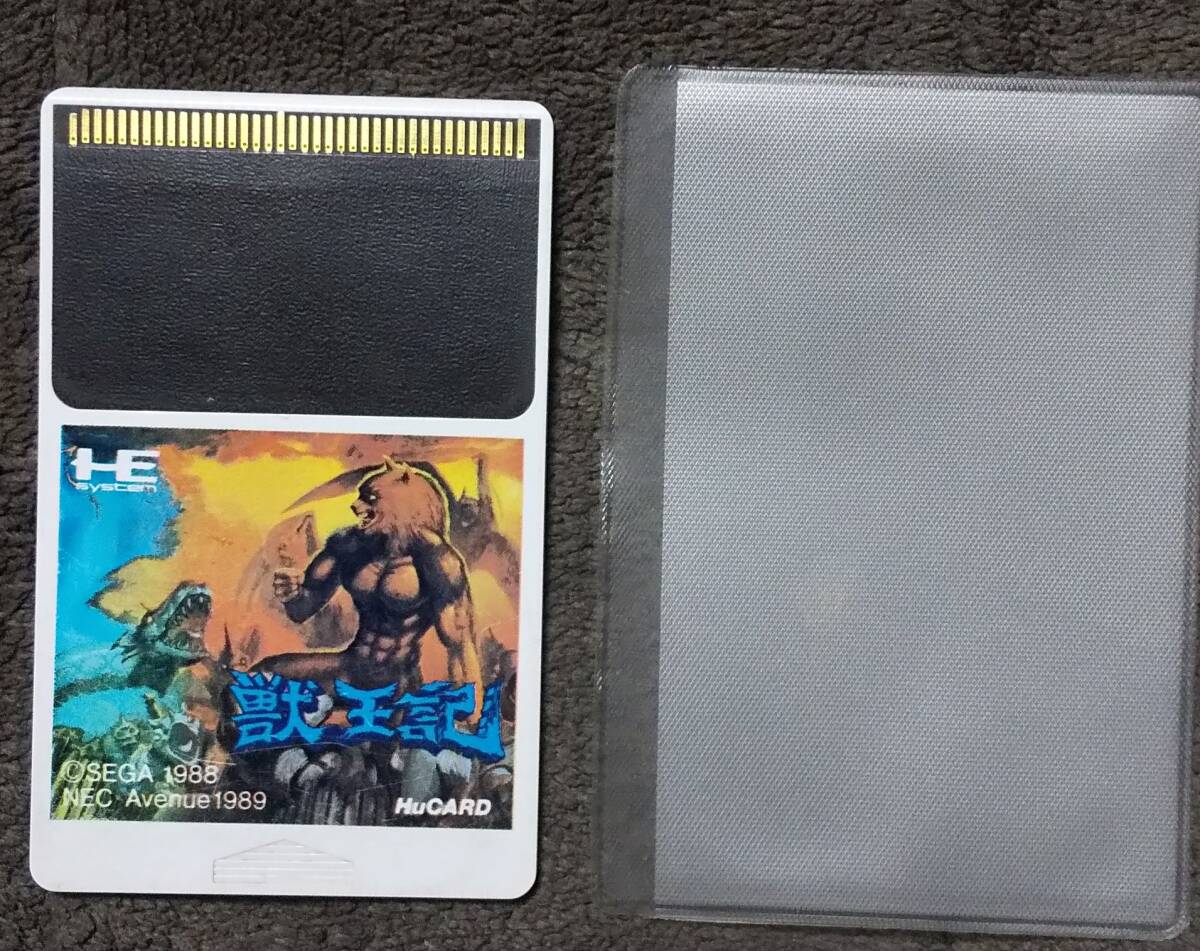 HE
system
獣王記
©SEGA 1988
NEC Avenue 1989
HuCARD